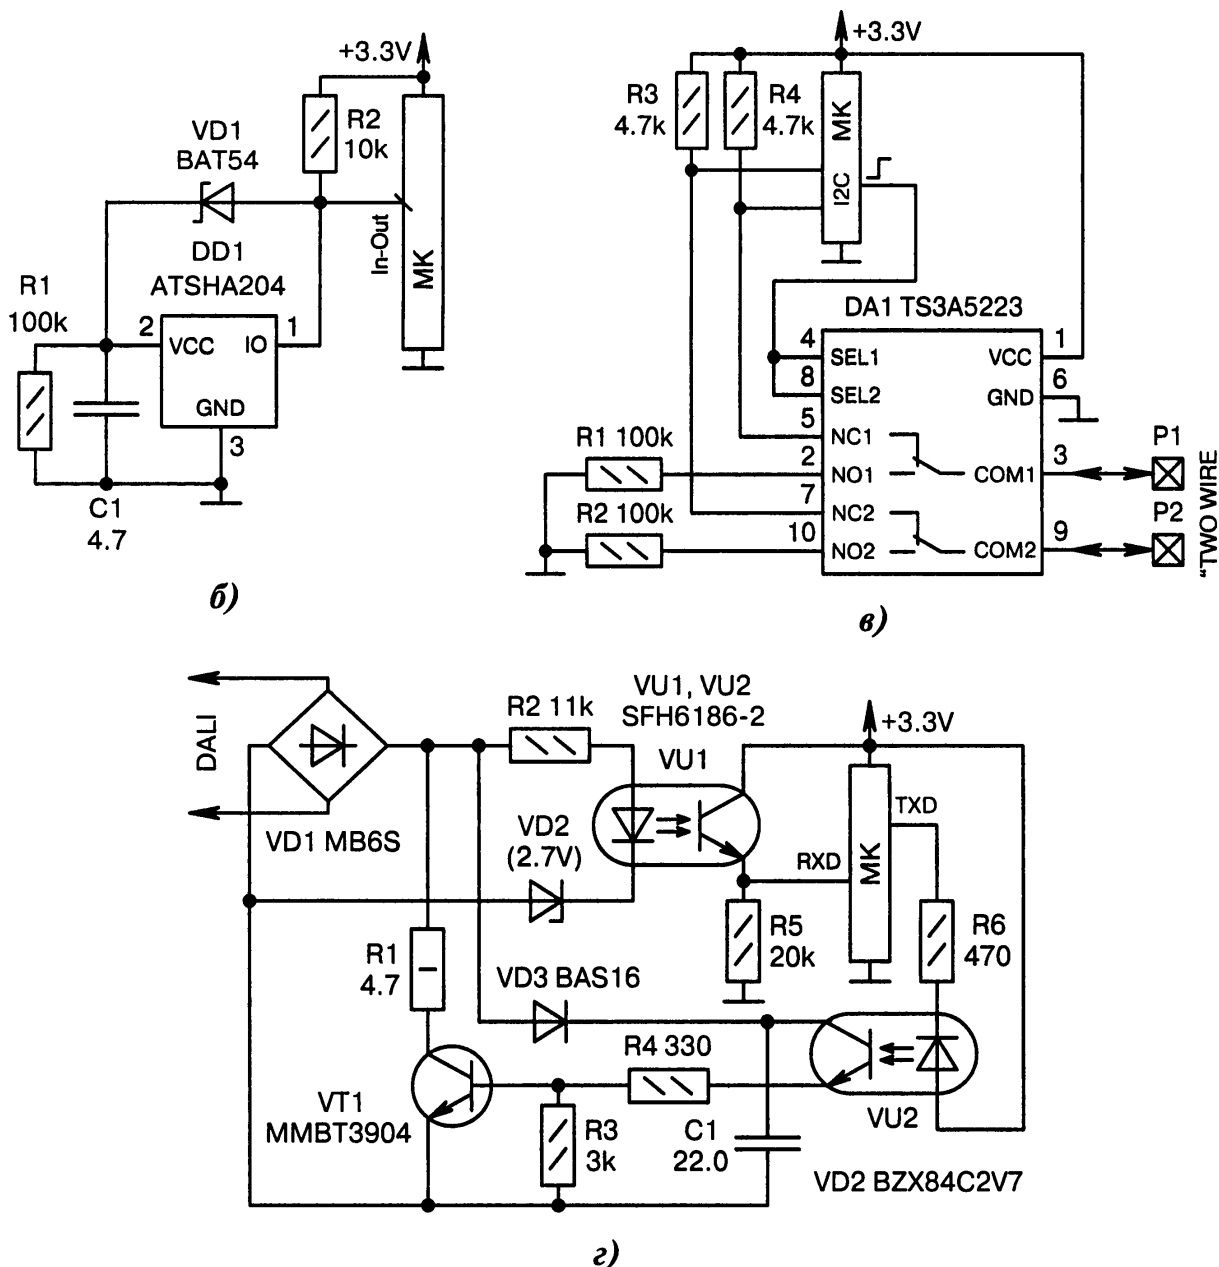 +3.3V
R2
10k
VD1
BAT54
In-Out
MK
DD1
ATSHA204
R1
100k
2
VCC
IO
1
GND
3
C1
4.7
б)
+3.3V
R3
4.7k
R4
4.7k
MK
I2C
DA1 TS3A5223
4
SEL1
8
SEL2
5
NC1
2
NO1
7
NC2
10
NO2
VCC
1
GND
6
COM1
3
COM2
9
R1 100k
R2 100k
P1
P2
"TWO WIRE
в)
DALI
VD1 MB6S
R2 11k
VU1, VU2
SFH6186-2
VU1
+3.3V
TXD
RXD
MK
VD2
(2.7V)
R1
4.7
R5
20k
R6
470
VD3 BAS16
R4 330
VT1
MMBT3904
R3
3k
C1
22.0
VU2
VD2 BZX84C2V7
г)